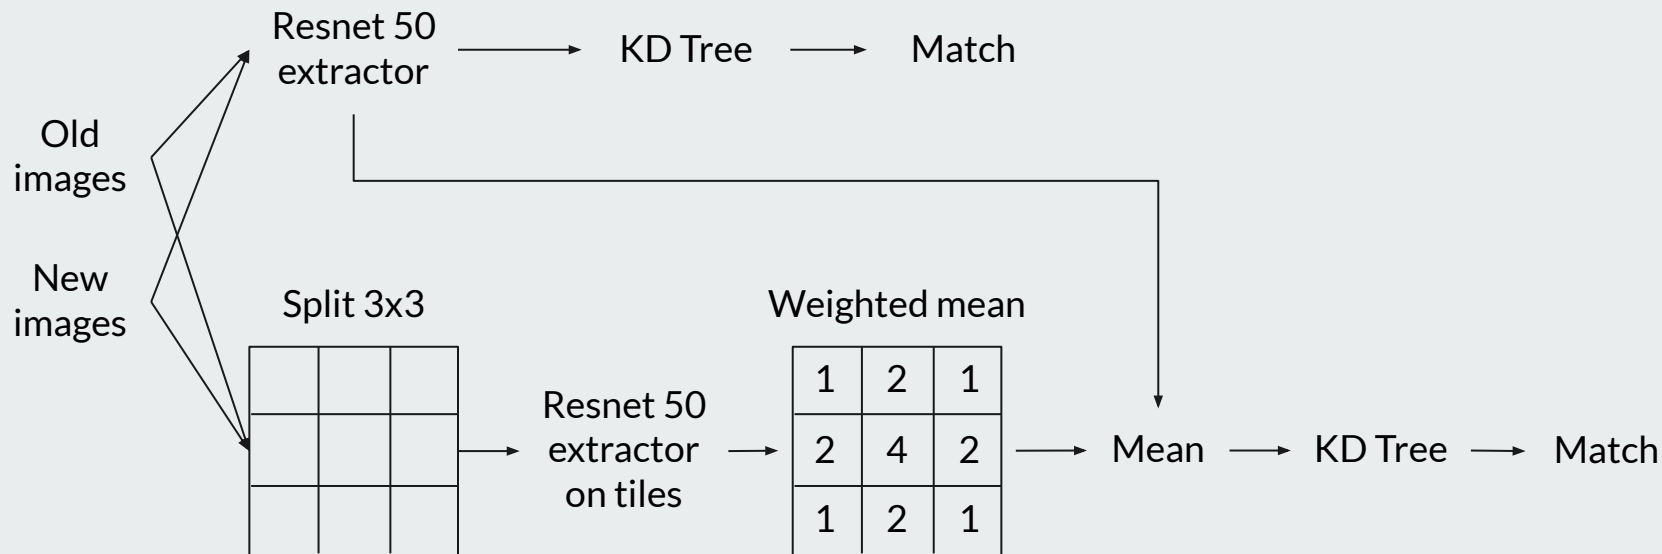 Resnet 50
extractor
KD Tree
Match
Old
images
New
images
Split 3x3
Weighted mean
Resnet 50
extractor
on tiles
1 2 1
2 4 2
1 2 1
Mean
KD Tree
Match